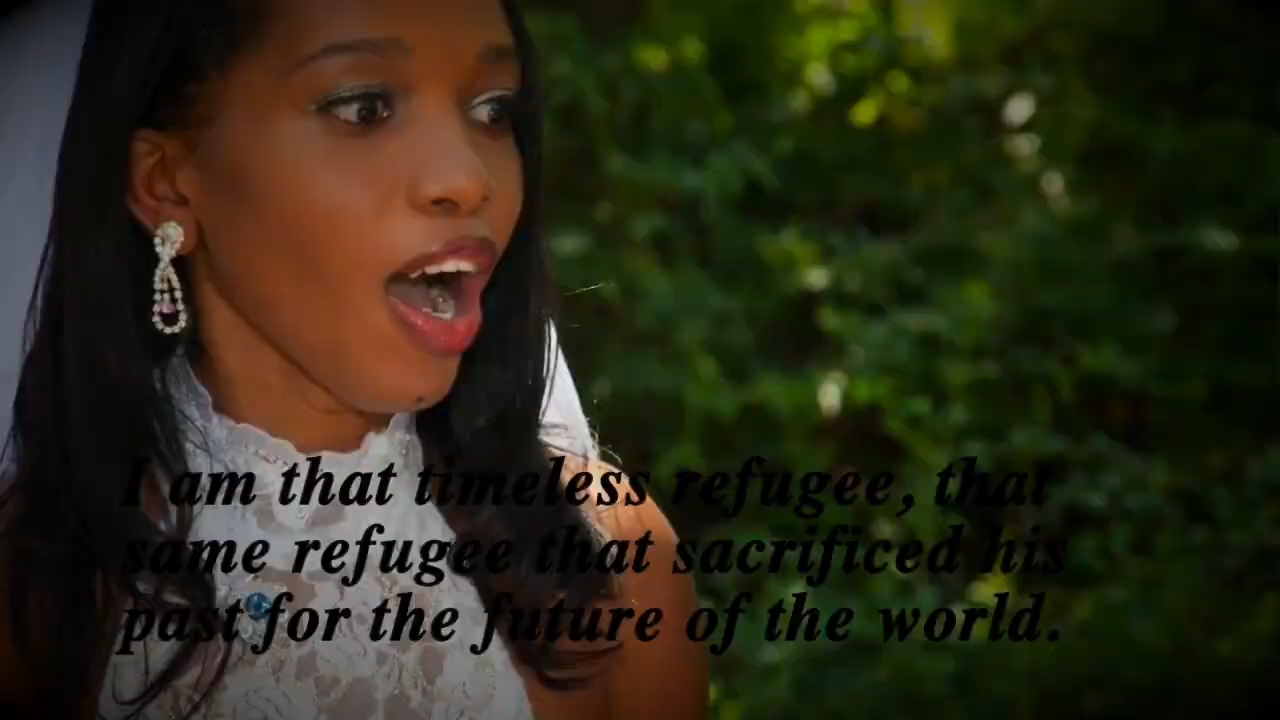 I am that timeless refugee, that
same refugee that sacrificed his
past for the future of the world.